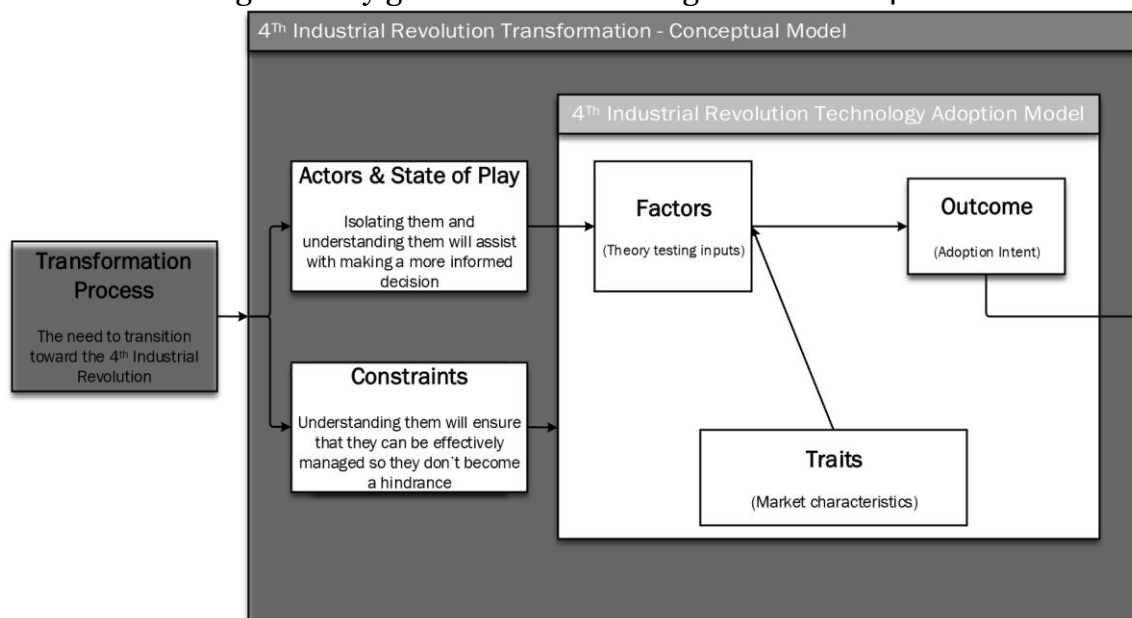 4Th Industrial Revolution Transformation - Conceptual Model
4Th Industrial Revolution Technology Adoption Model
Transformation
Process
The need to transition
toward the 4th Industrial
Revolution
Actors & State of Play
Isolating them and
understanding them will assist
with making a more informed
decision
Constraints
Understanding them will ensure
that they can be effectively
managed so they don't become
a hindrance
Factors
(Theory testing inputs)
Outcome
(Adoption Intent)
Traits
(Market characteristics)